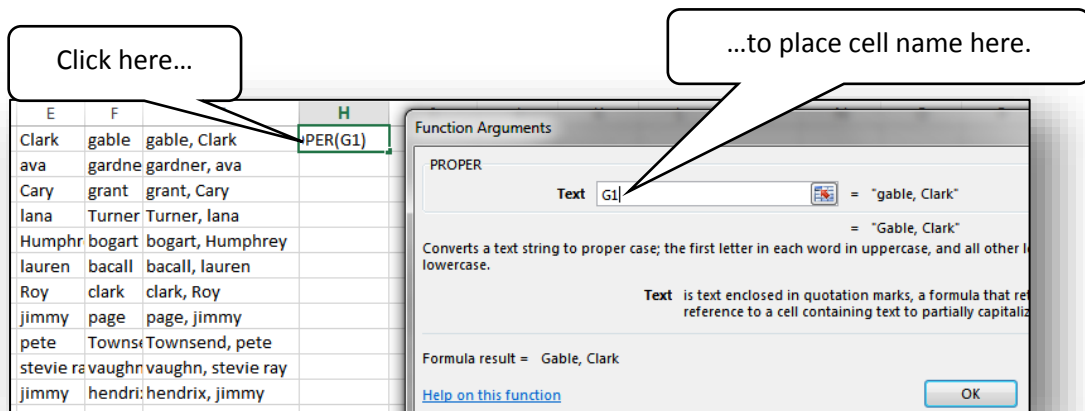 Click here...
...to place cell name here.
E F H
Clark gable gable, Clark PER(G1)
ava gardne gardner, ava
Cary grant grant, Cary
lana Turner Turner, lana
Humphr bogart bogart, Humphrey
lauren bacall bacall, lauren
Roy clark clark, Roy
jimmy page page, jimmy
pete Towns Townsend, pete
stevie ra vaughn vaughn, stevie ray
jimmy hendri hendrix, jimmy
Function Arguments
PROPER
Text G1 = "gable, Clark"
= "Gable, Clark"
Converts a text string to proper case; the first letter in each word in uppercase, and all other
lowercase.
Text is text enclosed in quotation marks, a formula that ret
reference to a cell containing text to partially capitaliz
Formula result = Gable, Clark
Help on this function OK